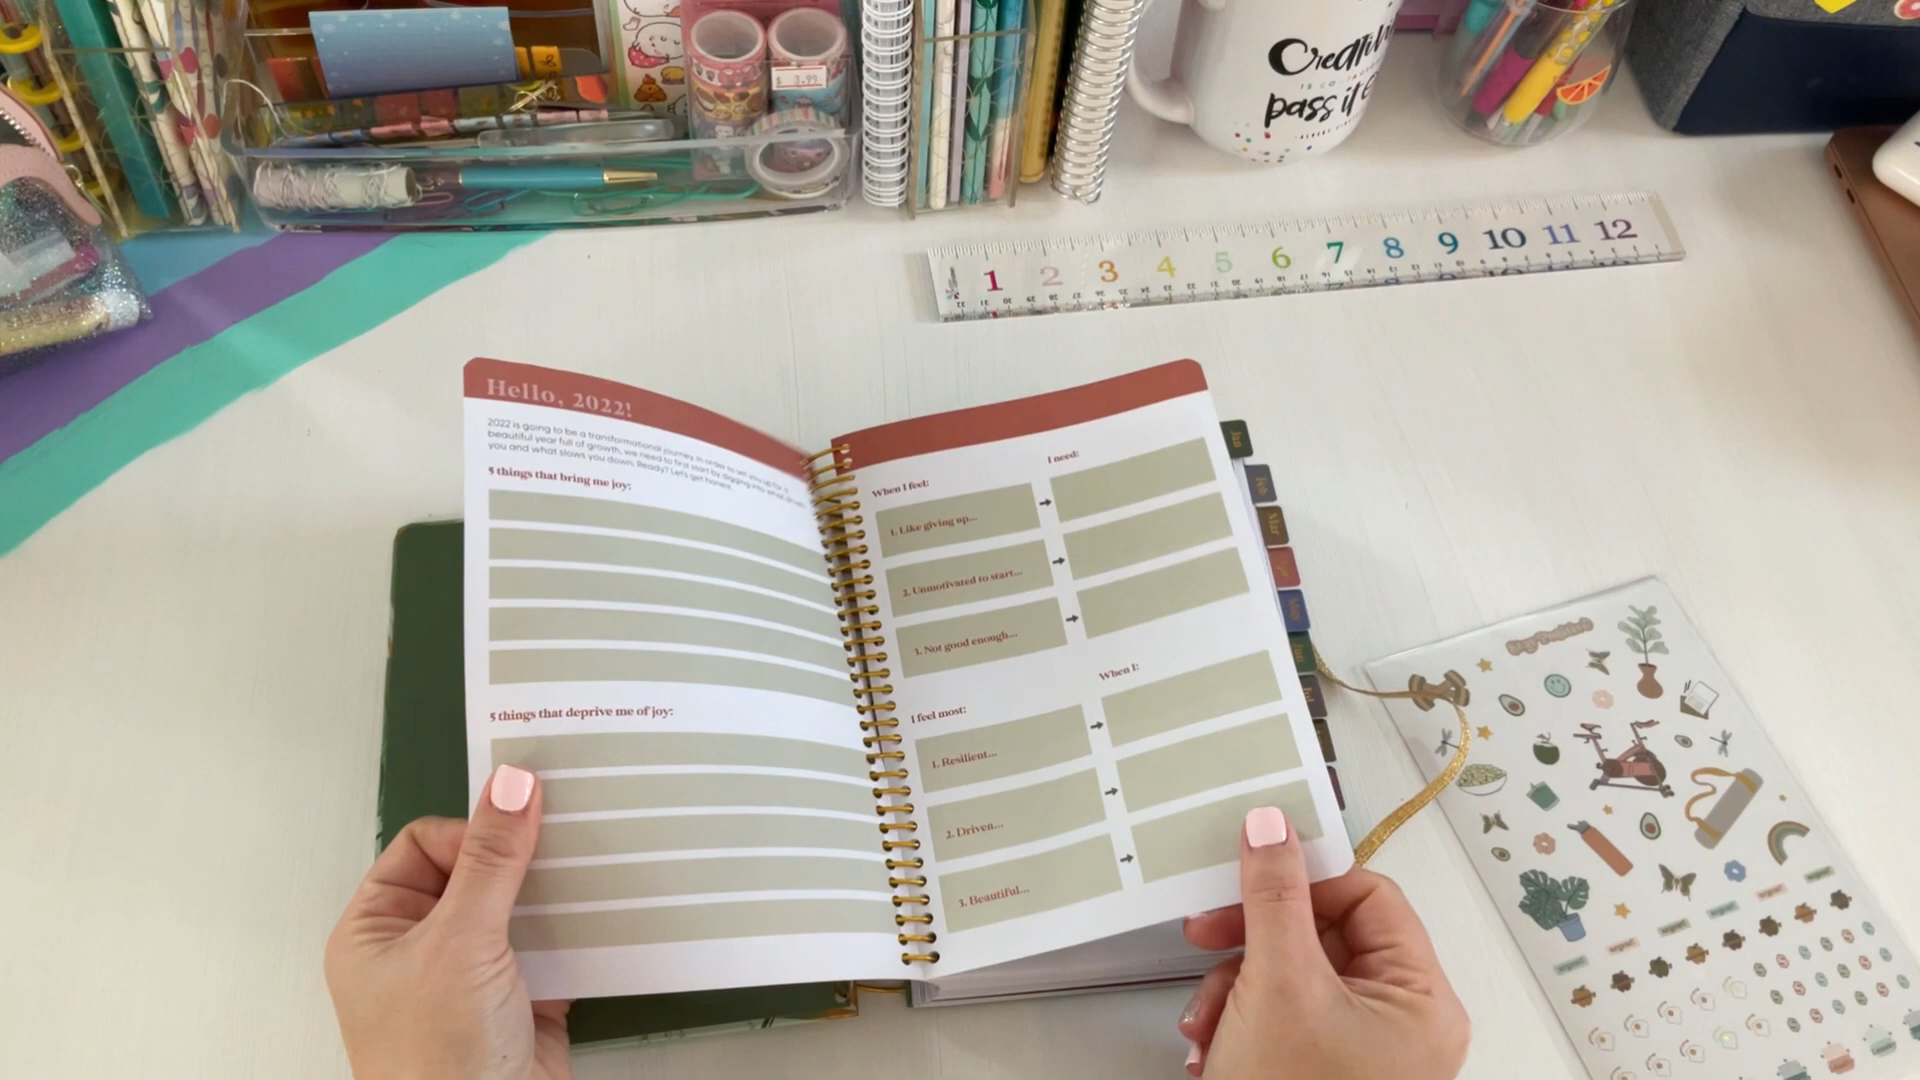 $ 3.99
Creativi
pass it
1 2 3 4 5 6 7 8 9 10 11 12
Hello, 2022!
2022 is going to be a transformational journey. In order to set you up for a
beautiful year full of growth, we need to first start by digging into what
you and what slows you down. Ready? Let's get honest.
5 things that bring me joy:
5 things that deprive me of joy:
When I feel:
I need:
1. Like giving up...
2. Unmotivated to start...
3. Not good enough...
I feel most:
When I:
1. Resilient...
2. Driven...
3. Beautiful...
Jan
Feb
Mar
May